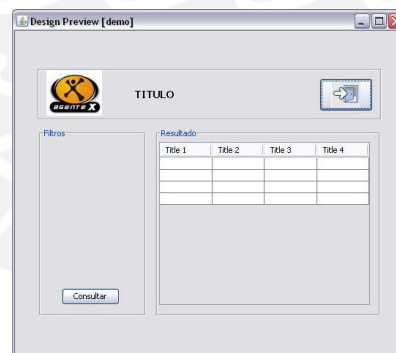 Design Preview [demo]
agente X
TITULO
Filtros
Resultado
Title 1 Title 2 Title 3 Title 4
Consultar